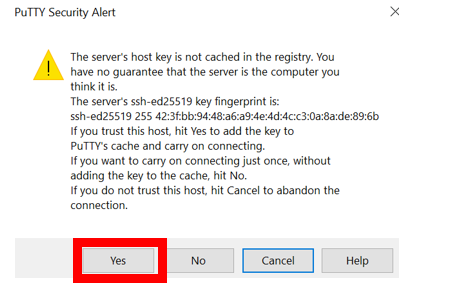 PuTTY Security Alert
The server's host key is not cached in the registry. You
have no guarantee that the server is the computer you
think it is.
The server's ssh-ed25519 key fingerprint is:
ssh-ed25519 255 42:3f:bb:94:48:a6:a9:4e:4d:4c:c3:0a:8a:de:89:6b
If you trust this host, hit Yes to add the key to
PuTTY's cache and carry on connecting.
If you want to carry on connecting just once, without
adding the key to the cache, hit No.
If you do not trust this host, hit Cancel to abandon the
connection.
Yes No Cancel Help